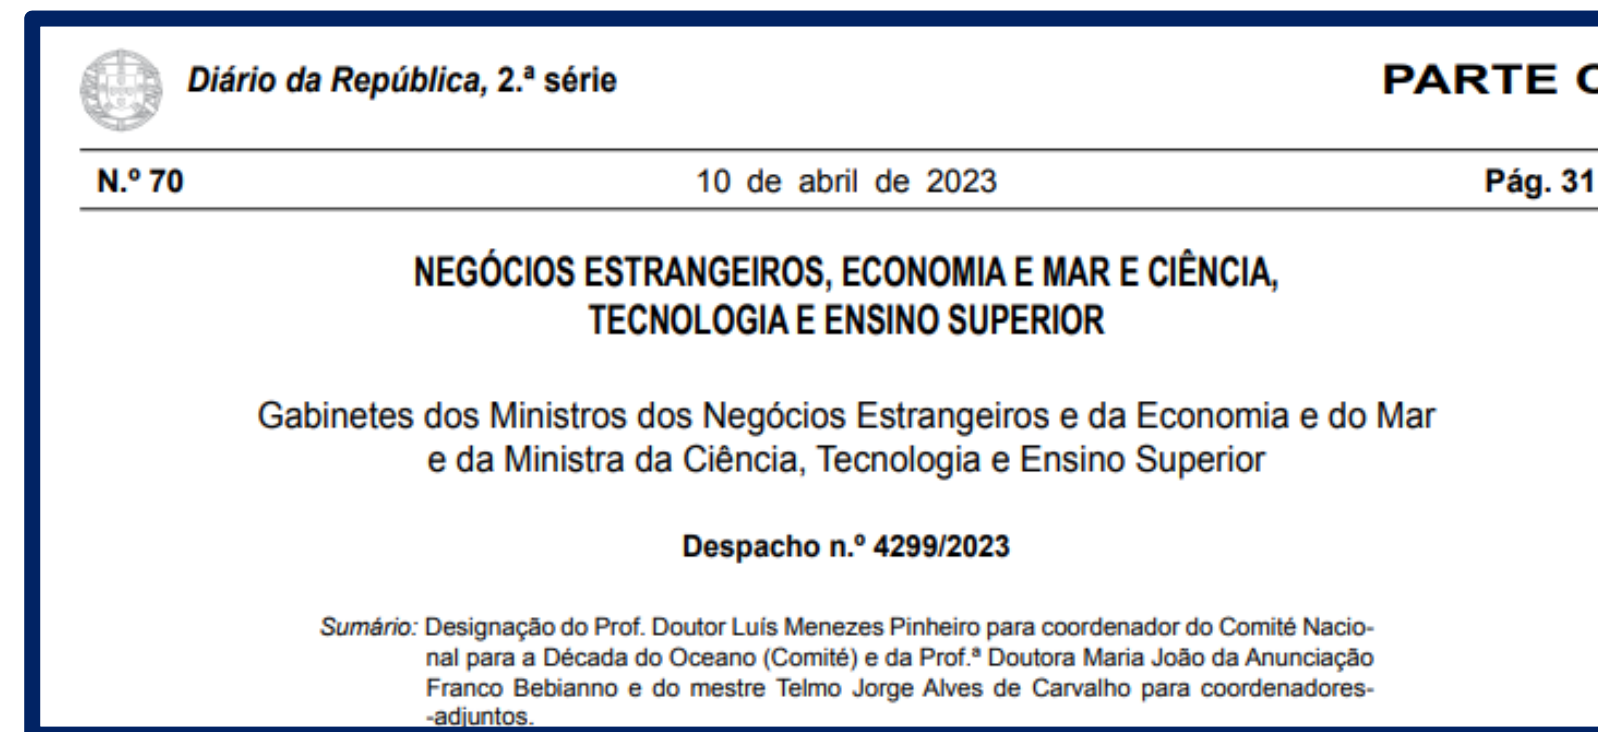 Diário da República, 2.ª série
PARTE C
N.º 70
10 de abril de 2023
Pág. 31
NEGÓCIOS ESTRANGEIROS, ECONOMIA E MAR E CIÊNCIA,
TECNOLOGIA E ENSINO SUPERIOR
Gabinetes dos Ministros dos Negócios Estrangeiros e da Economia e do Mar
e da Ministra da Ciência, Tecnologia e Ensino Superior
Despacho n.º 4299/2023
Sumário: Designação do Prof. Doutor Luís Menezes Pinheiro para coordenador do Comité Nacio-
nal para a Década do Oceano (Comité) e da Prof.ª Doutora Maria João da Anunciação
Franco Bebianno e do mestre Telmo Jorge Alves de Carvalho para coordenadores-
-adjuntos.